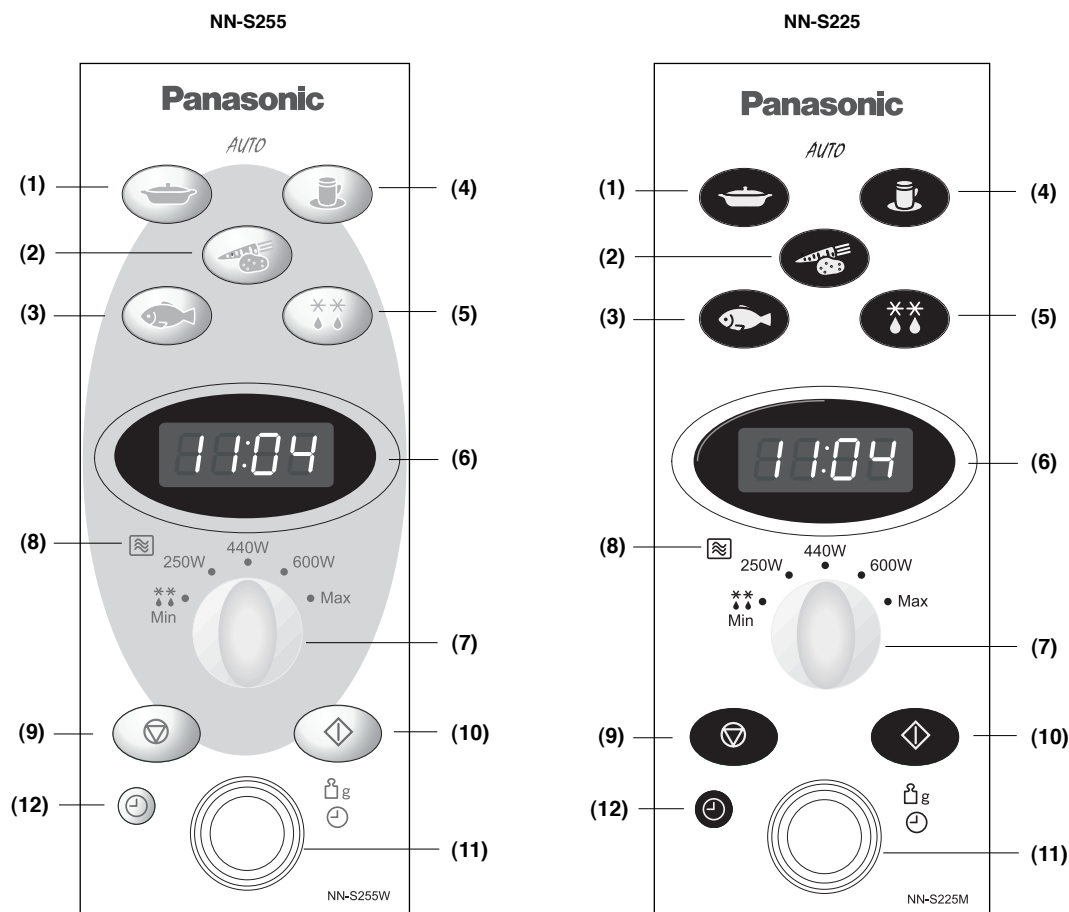 NN-S255
Panasonic
AUTO
(1)
(4)
(2)
(3)
(5)
11:04
(6)
(8)
250W
440W
600W
Min
Max
(7)
(9)
(10)
(12)
g
(11)
NN-S255W
NN-S225
Panasonic
AUTO
(1)
(4)
(2)
(3)
(5)
11:04
(6)
(8)
250W
440W
600W
Min
Max
(7)
(9)
(10)
(12)
g
(11)
NN-S225M